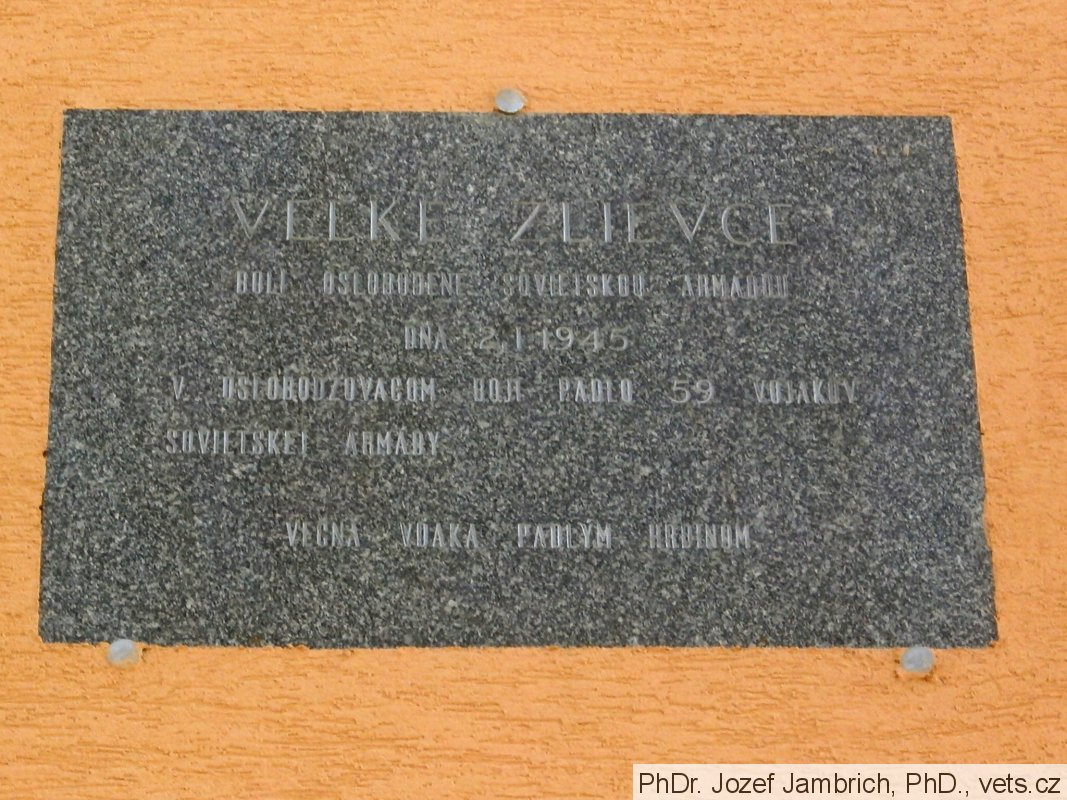 VEĽKÉ ZLIEVCE
BOLI OSLOBODENÉ SOVIETSKOU ARMÁDOU
DŇA 2.1.1945
V OSLOBODZOVACOM BOJI PADLO 59 VOJAKOV
SOVIETSKEJ ARMÁDY
VEČNÁ VĎAKA PADLÝM HRDINOM
PhDr. Jozef Jambrich, PhD., vets.cz